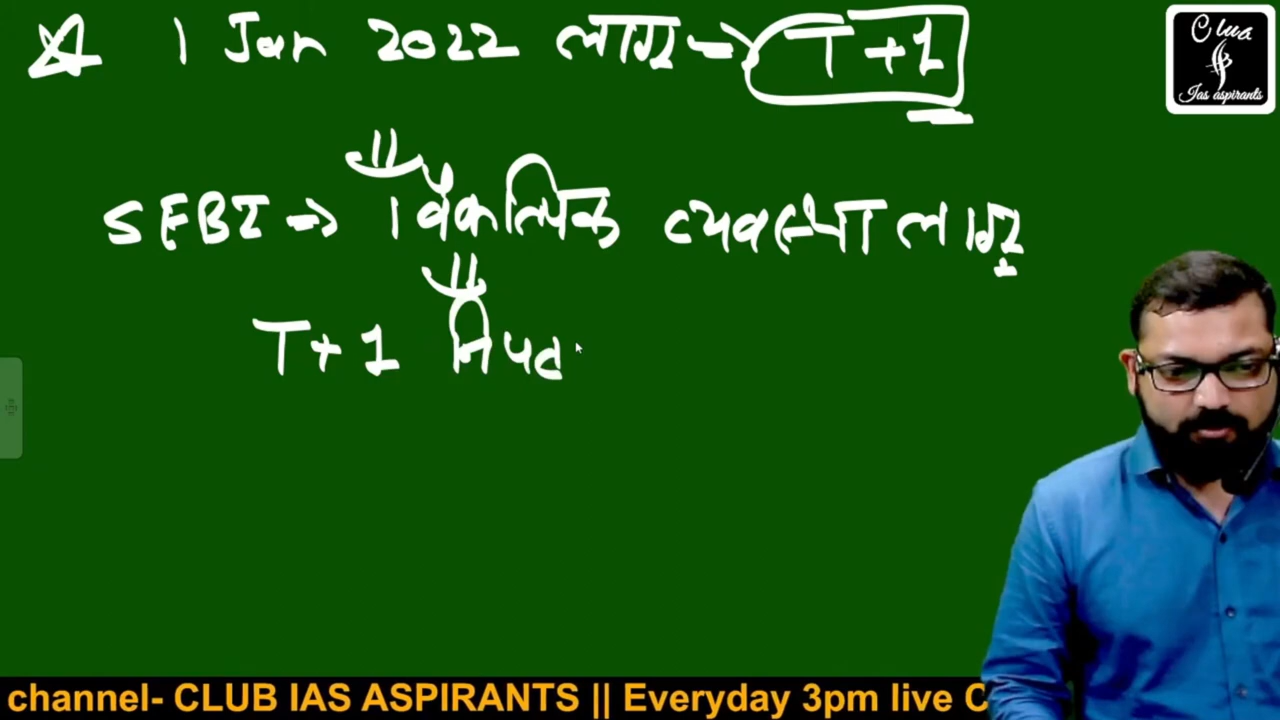 1 Jan 2022 लागू → T+1
Club
Ias aspirants
SEBI ⇒ वैकल्पिक व्यवस्था लागू
T+1 निपट
channel- CLUB IAS ASPIRANTS || Everyday 3pm live C